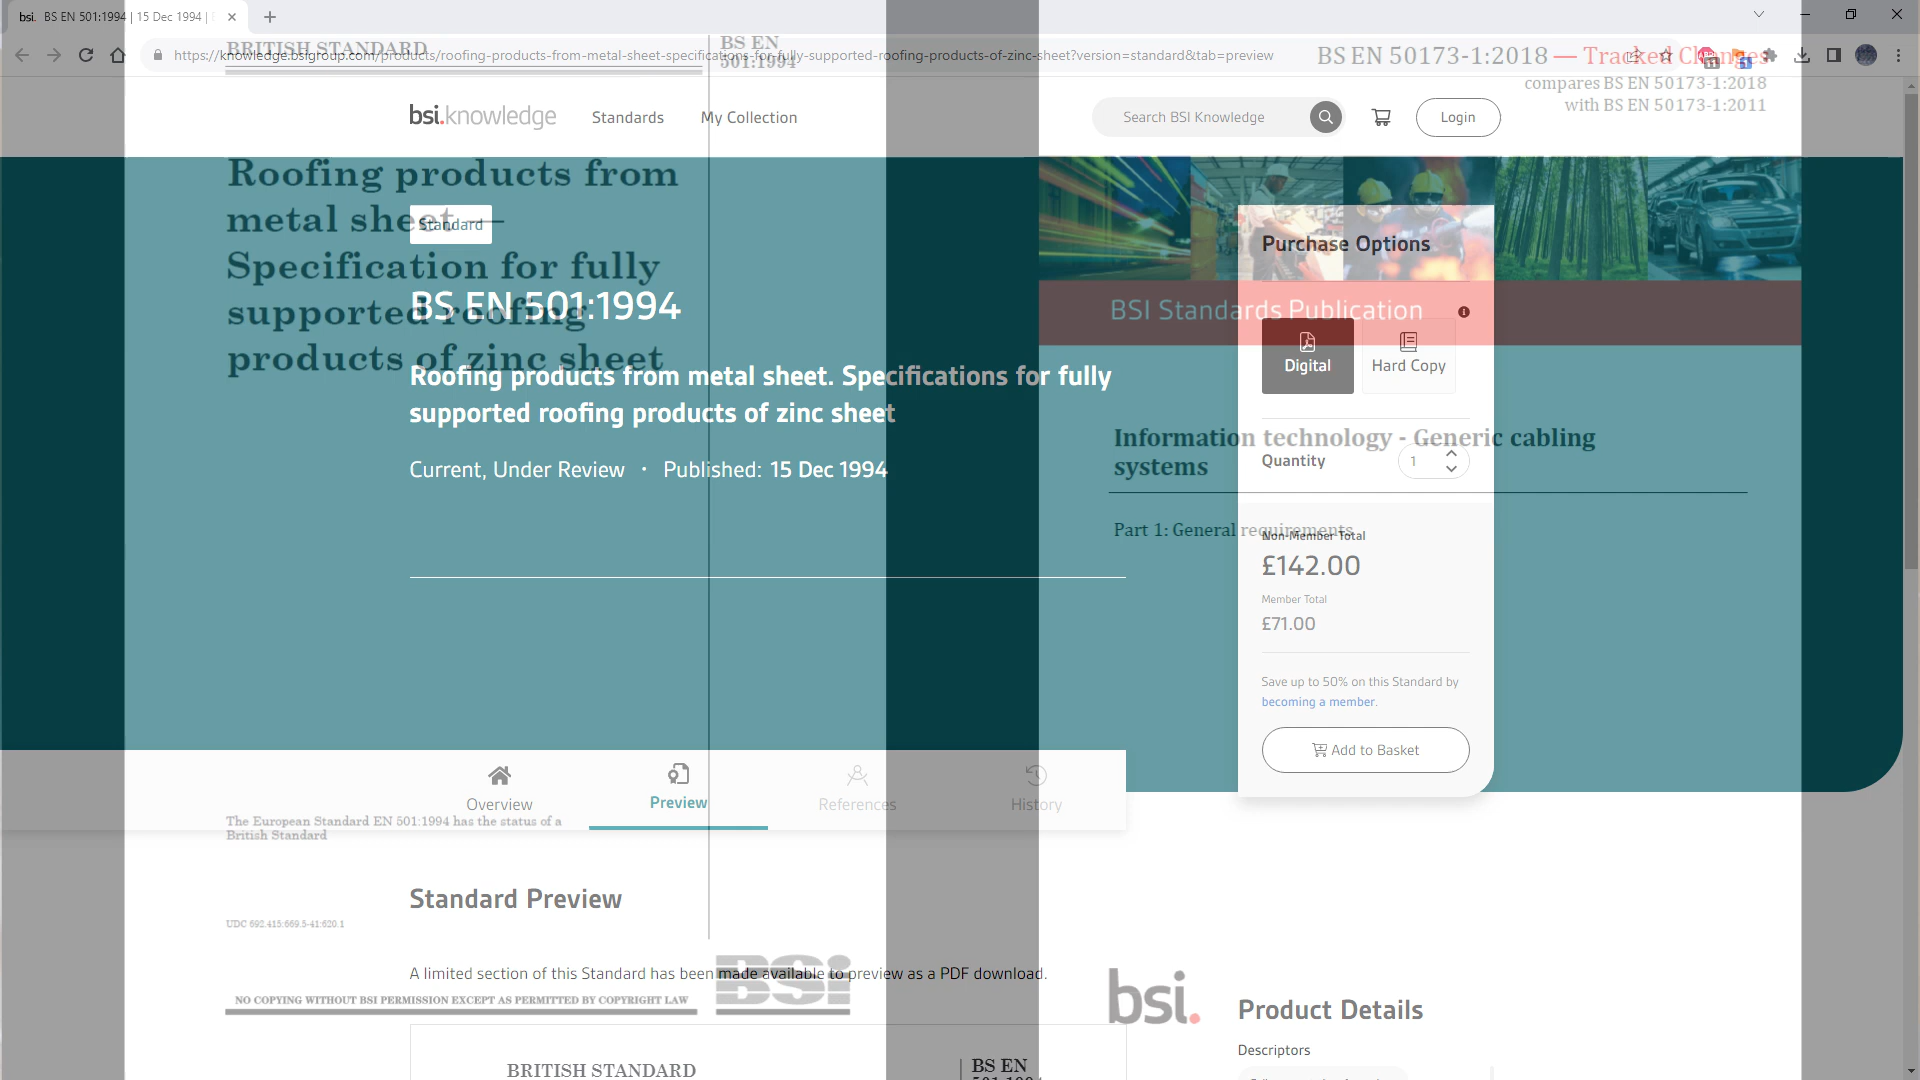 bsi. BS EN 501:1994 | 15 Dec 1994 |
https://knowledge.bsigroup.com/products/roofing-products-from-metal-sheet-specifications-for-fully-supported-roofing-products-of-zinc-sheet?version=standard&tab=preview
BRITISH STANDARD
BS EN
501:1994
BS EN 50173-1:2018 — Tracked Changes
compares BS EN 50173-1:2018
with BS EN 50173-1:2011
bsi.knowledge
Standards
My Collection
Search BSI Knowledge
Login
Roofing products from
metal sheet —
Specification for fully
supported roofing
products of zinc sheet
Standard
BS EN 501:1994
Roofing products from metal sheet. Specifications for fully
supported roofing products of zinc sheet
Current, Under Review • Published: 15 Dec 1994
Purchase Options
BSI Standards Publication
Digital
Hard Copy
Information technology - Generic cabling
systems
Quantity
1
Part 1: General requirements
Non-Member Total
£142.00
Member Total
£71.00
Save up to 50% on this Standard by
becoming a member.
Add to Basket
Overview
Preview
References
History
The European Standard EN 501:1994 has the status of a
British Standard
Standard Preview
UDC 692.415:669.5-41:620.1
A limited section of this Standard has been made available to preview as a PDF download.
BSi
NO COPYING WITHOUT BSI PERMISSION EXCEPT AS PERMITTED BY COPYRIGHT LAW
bsi.
Product Details
Descriptors
BRITISH STANDARD
BS EN